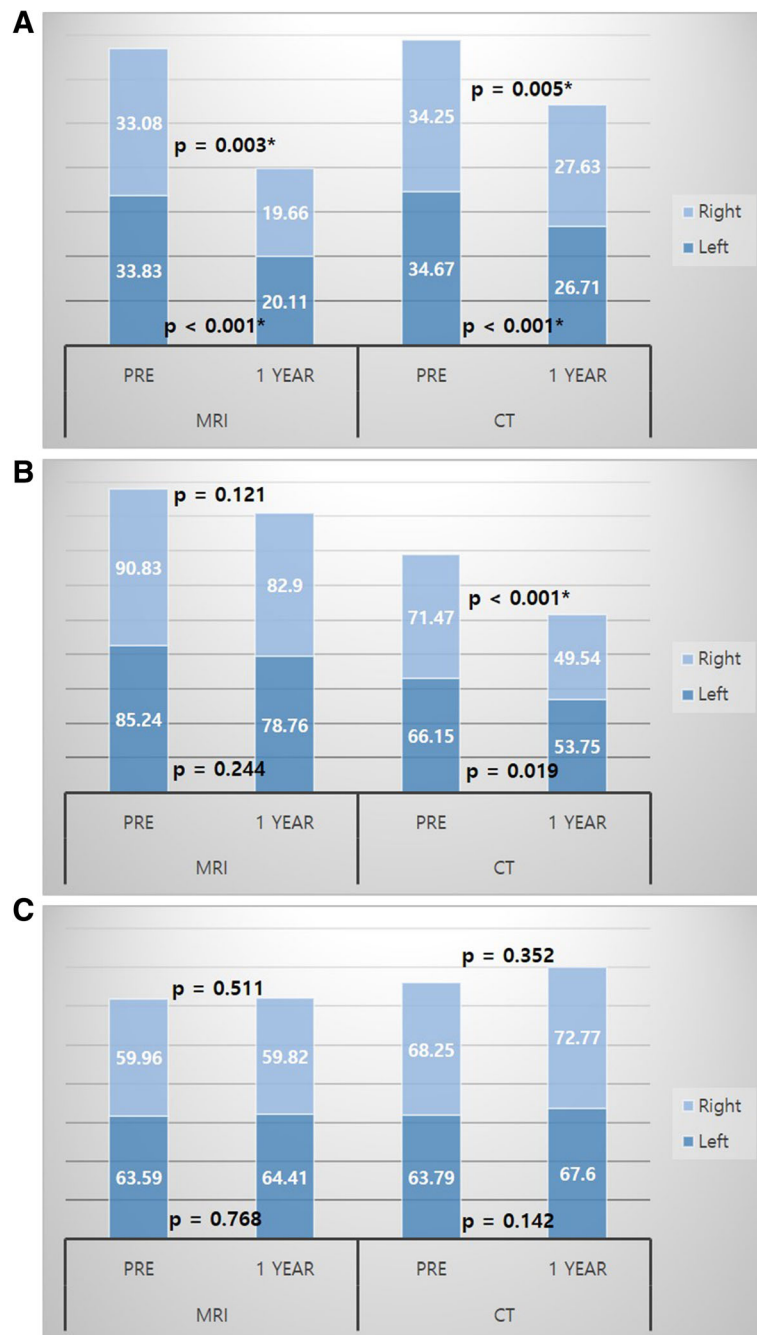 A
33.08
p = 0.003*
19.66
33.83
20.11
p < 0.001*
34.25
p = 0.005*
27.63
34.67
26.71
p < 0.001*
Right
Left
PRE 1 YEAR PRE 1 YEAR
MRI CT
B
p = 0.121
90.83
82.9
85.24
78.76
p = 0.244
71.47
p < 0.001*
49.54
66.15
53.75
p = 0.019
Right
Left
PRE 1 YEAR PRE 1 YEAR
MRI CT
C
p = 0.511
59.96
59.82
63.59
64.41
p = 0.768
p = 0.352
68.25
72.77
63.79
67.6
p = 0.142
Right
Left
PRE 1 YEAR PRE 1 YEAR
MRI CT